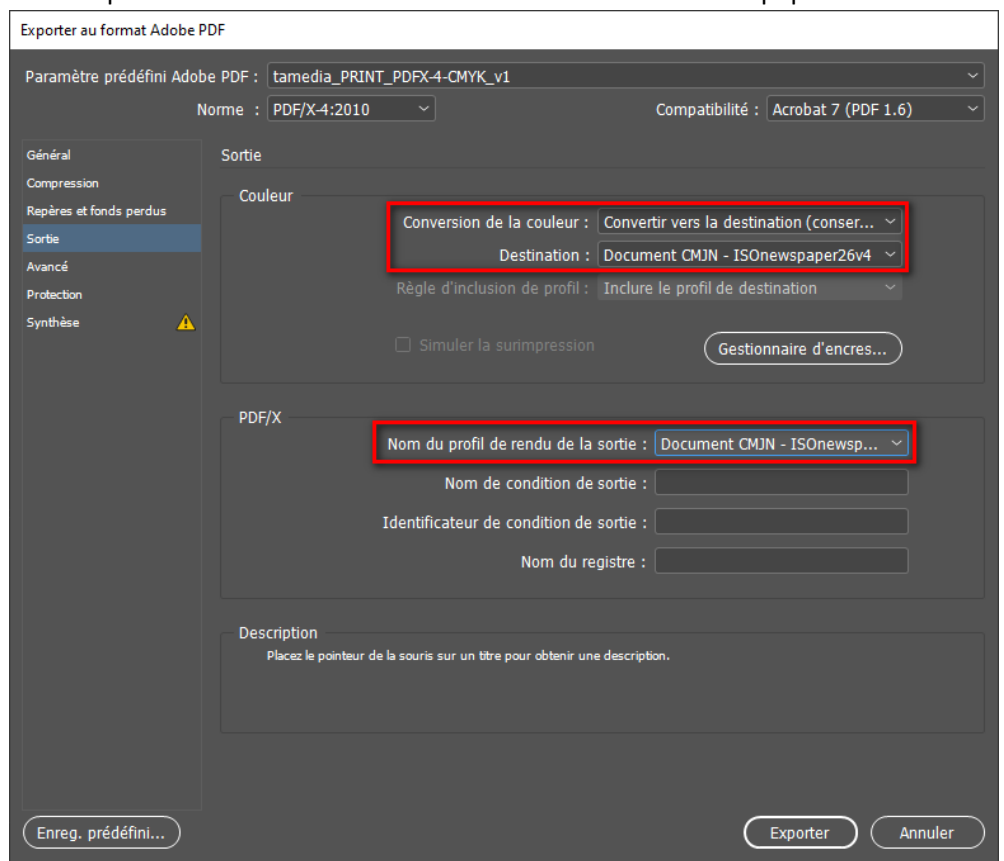 Exporter au format Adobe PDF
Paramètre prédéfini Adobe PDF : tamedia_PRINT_PDFX-4-CMYK_v1
Norme : PDF/X-4:2010 Compatibilité : Acrobat 7 (PDF 1.6)
Général
Compression
Repères et fonds perdus
Sortie
Avancé
Protection
Synthèse
Sortie
Couleur
Conversion de la couleur : Convertir vers la destination (conser...
Destination : Document CMJN - ISOnewspaper26v4
Règle d'inclusion de profil : Inclure le profil de destination
Simuler la surimpression Gestionnaire d'encres...
PDF/X
Nom du profil de rendu de la sortie : Document CMJN - ISOnewsp...
Nom de condition de sortie :
Identificateur de condition de sortie :
Nom du registre :
Description
Placez le pointeur de la souris sur un titre pour obtenir une description.
Enreg. prédéfini... Exporter Annuler